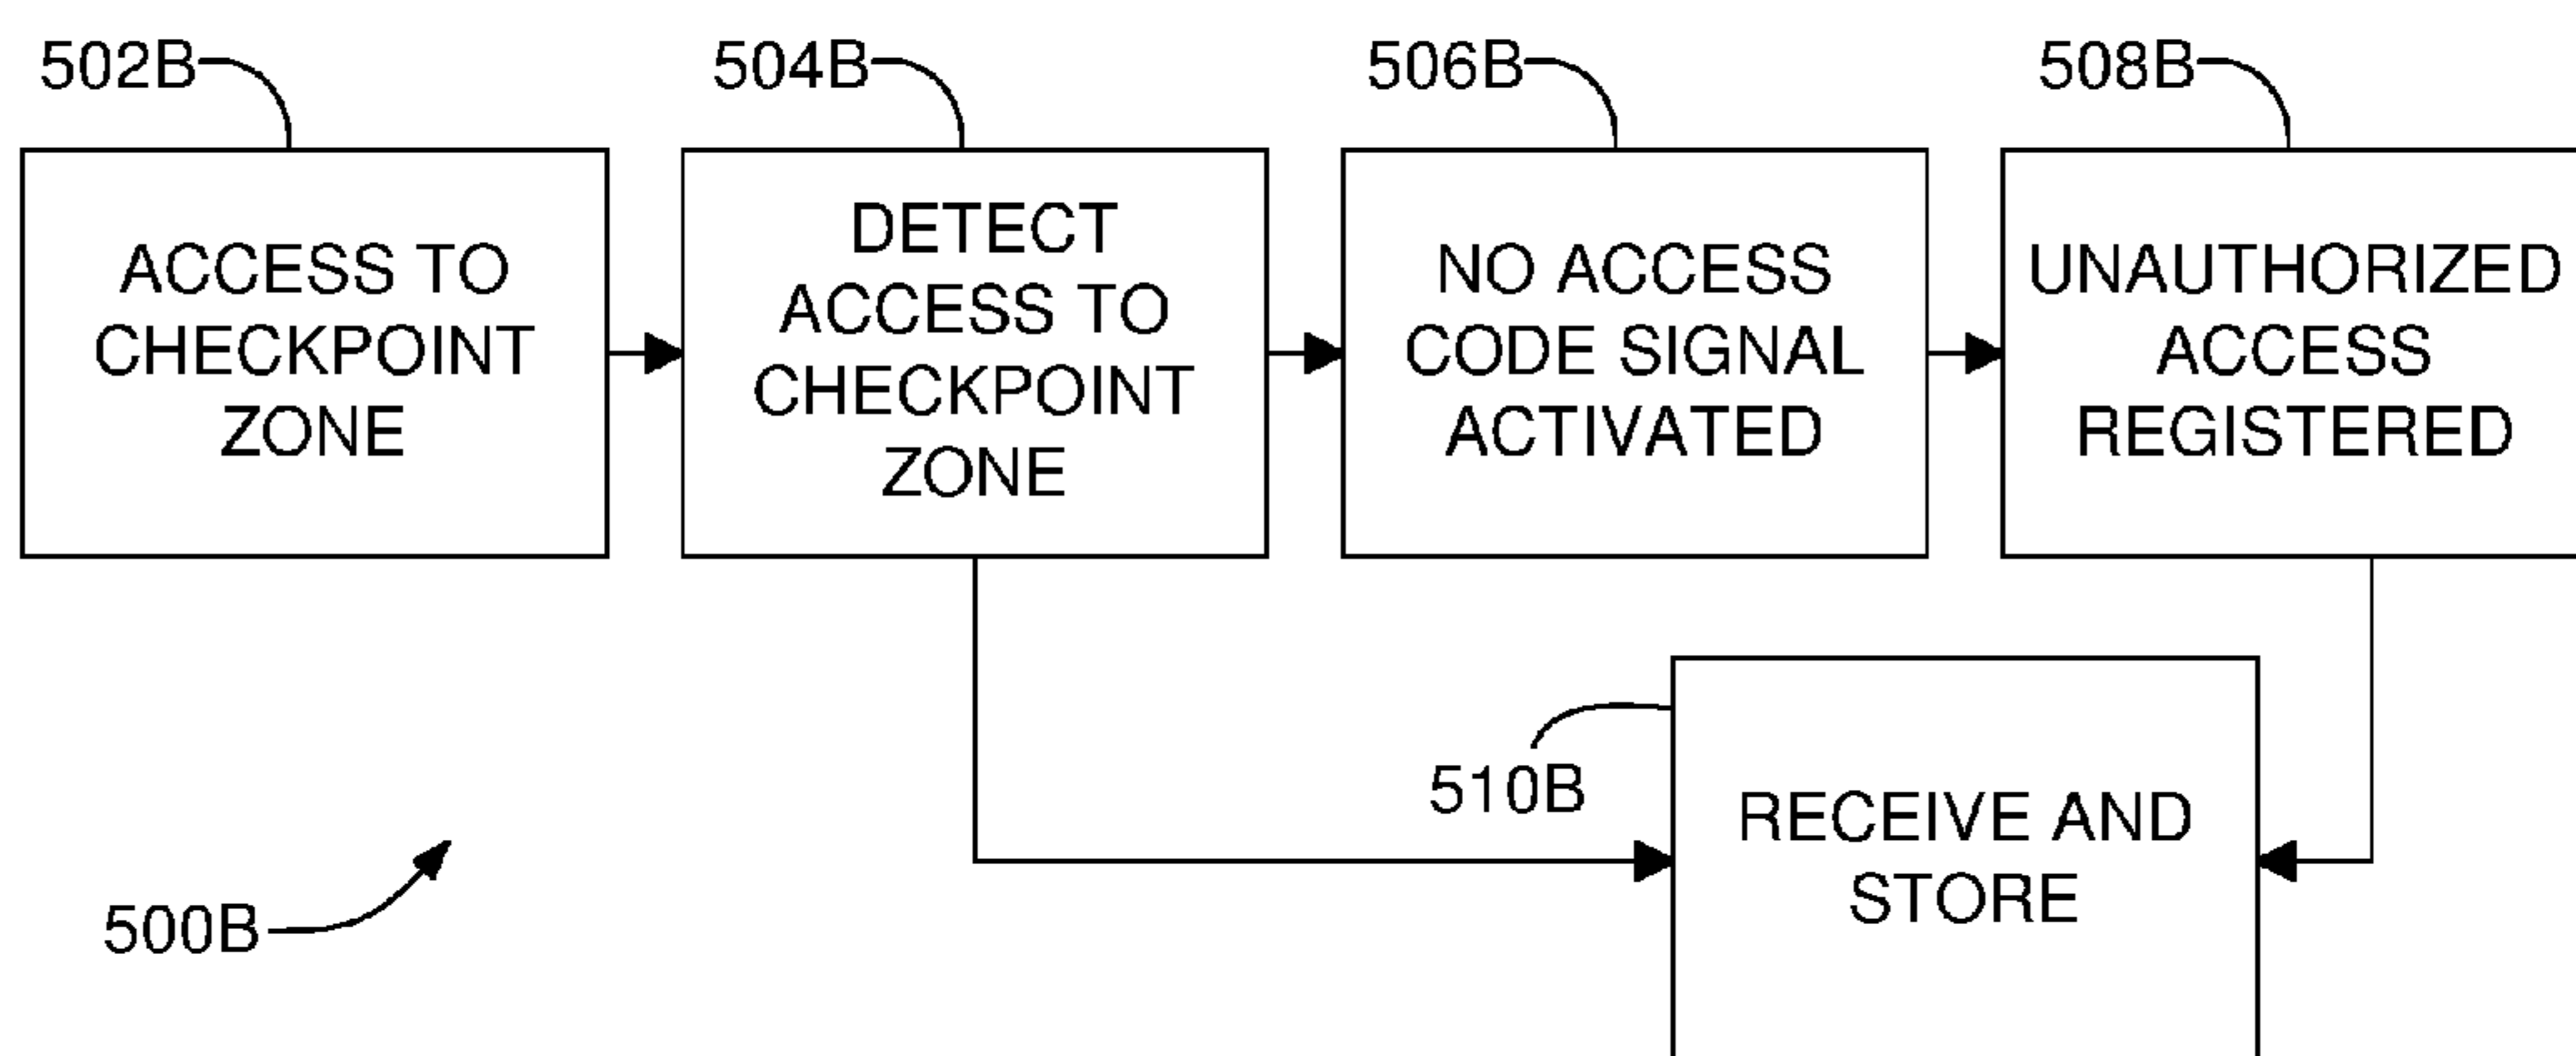 502B
504B
506B
508B
ACCESS TO
CHECKPOINT
ZONE
DETECT
ACCESS TO
CHECKPOINT
ZONE
NO ACCESS
CODE SIGNAL
ACTIVATED
UNAUTHORIZED
ACCESS
REGISTERED
510B
RECEIVE AND
STORE
500B